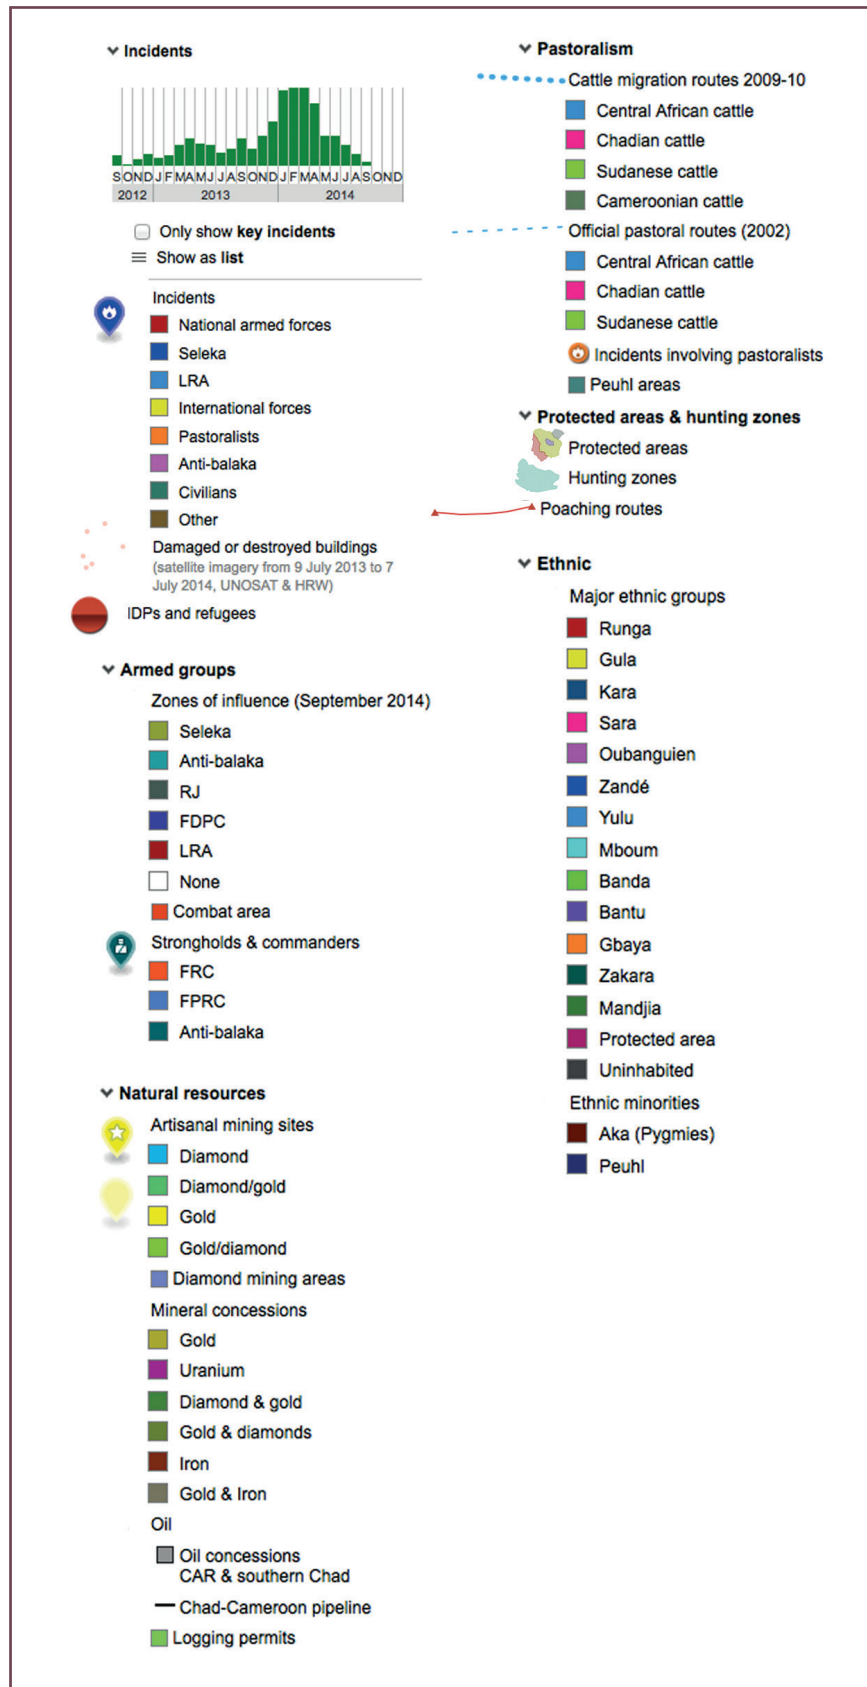 Incidents
S O N D J F M A M J J A S O N D J F M A M J J A S O N D
2012 2013 2014
Only show key incidents
Show as list
Incidents
National armed forces
Seleka
LRA
International forces
Pastoralists
Anti-balaka
Civilians
Other
Damaged or destroyed buildings
(satellite imagery from 9 July 2013 to 7
July 2014, UNOSAT & HRW)
IDPs and refugees
Armed groups
Zones of influence (September 2014)
Seleka
Anti-balaka
RJ
FDPC
LRA
None
Combat area
Strongholds & commanders
FRC
FPRC
Anti-balaka
Natural resources
Artisanal mining sites
Diamond
Diamond/gold
Gold
Gold/diamond
Diamond mining areas
Mineral concessions
Gold
Uranium
Diamond & gold
Gold & diamonds
Iron
Gold & Iron
Oil
Oil concessions
CAR & southern Chad
Chad-Cameroon pipeline
Logging permits
Pastoralism
Cattle migration routes 2009-10
Central African cattle
Chadian cattle
Sudanese cattle
Cameroonian cattle
Official pastoral routes (2002)
Central African cattle
Chadian cattle
Sudanese cattle
Incidents involving pastoralists
Peuhl areas
Protected areas & hunting zones
Protected areas
Hunting zones
Poaching routes
Ethnic
Major ethnic groups
Runga
Gula
Kara
Sara
Oubanguien
Zandé
Yulu
Mboum
Banda
Bantu
Gbaya
Zakara
Mandjia
Protected area
Uninhabited
Ethnic minorities
Aka (Pygmies)
Peuhl